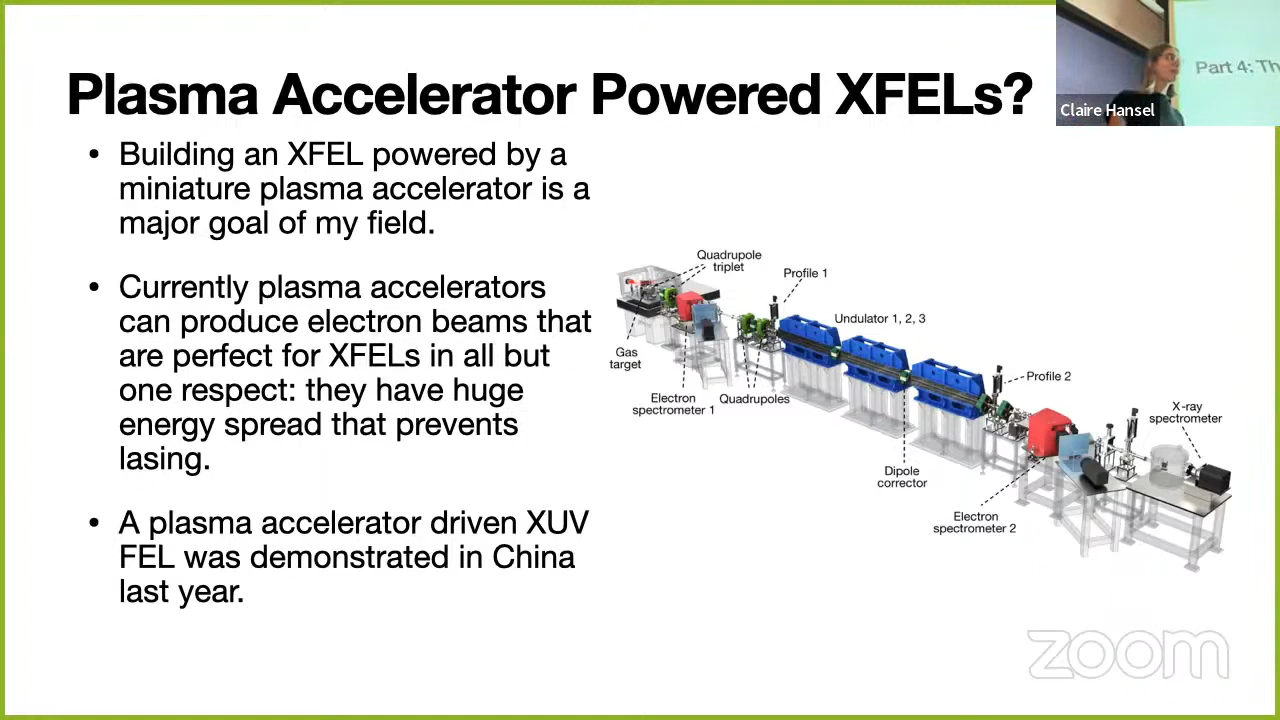 Plasma Accelerator Powered XFELs?
Part 4: Th
Claire Hansel
• Building an XFEL powered by a
miniature plasma accelerator is a
major goal of my field.
• Currently plasma accelerators
can produce electron beams that
are perfect for XFELs in all but
one respect: they have huge
energy spread that prevents
lasing.
• A plasma accelerator driven XUV
FEL was demonstrated in China
last year.
Quadrupole
triplet
Profile 1
Undulator 1, 2, 3
Gas
target
Electron
spectrometer 1
Quadrupoles
Profile 2
X-ray
spectrometer
Dipole
corrector
Electron
spectrometer 2
zoom